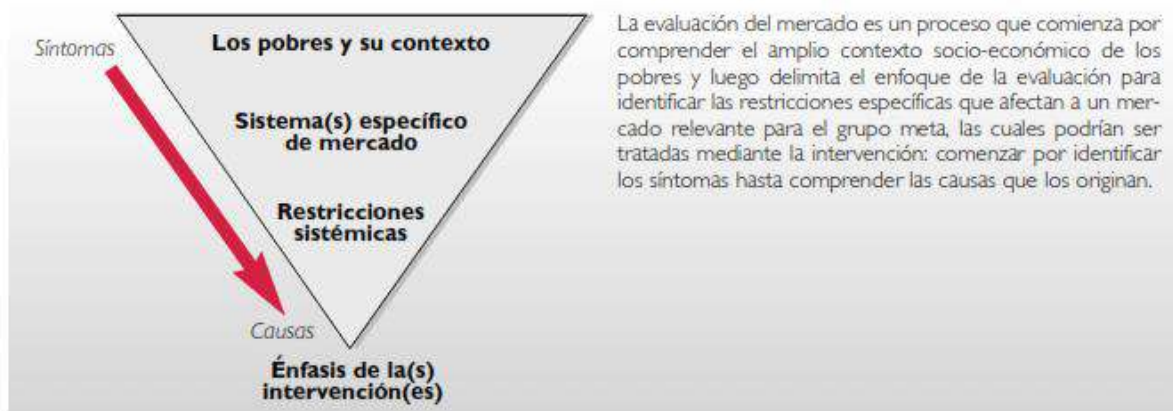 Síntomas
Los pobres y su contexto
Sistema(s) específico
de mercado
Restricciones
sistémicas
Causas
Énfasis de la(s)
intervención(es)
La evaluación del mercado es un proceso que comienza por
comprender el amplio contexto socio-económico de los
pobres y luego delimita el enfoque de la evaluación para
identificar las restricciones específicas que afectan a un mer-
cado relevante para el grupo meta, las cuales podrían ser
tratadas mediante la intervención: comenzar por identificar
los síntomas hasta comprender las causas que los originan.